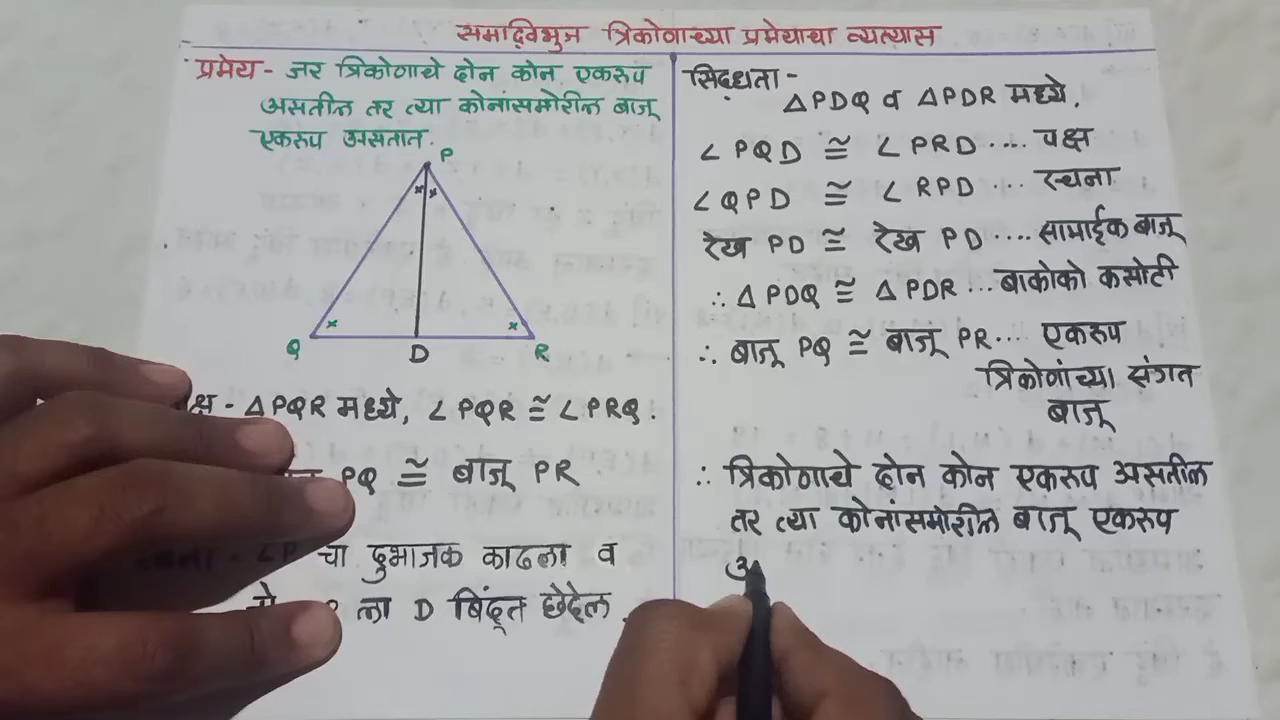 समाद्विभुज त्रिकोणाच्या प्रमेयाचा व्यत्यास
प्रमेय - जर त्रिकोणाचे दोन कोन एकरूप
असतील तर त्या कोनांसमोरील बाजू
एकरूप असतात.
P
Q
D
R
- △PQR मध्ये, ∠PQR ≅ ∠PRQ.
PQ ≅ बाजू PR
- ∠P चा दुभाजक काढला व
ला D बिंदूत छेदेल.
सिद्धता -
△PDQ व △PDR मध्ये,
∠PQD ≅ ∠PRD .... पक्ष
∠QPD ≅ ∠RPD ... रचना
रेख PD ≅ रेख PD .... सामाईक बाजू
∴ △PDQ ≅ △PDR ... बाकोको कसोटी
∴ बाजू PQ ≅ बाजू PR... एकरूप
त्रिकोणांच्या संगत
बाजू
∴ त्रिकोणाचे दोन कोन एकरूप असतील
तर त्या कोनांसमोरील बाजू एकरूप